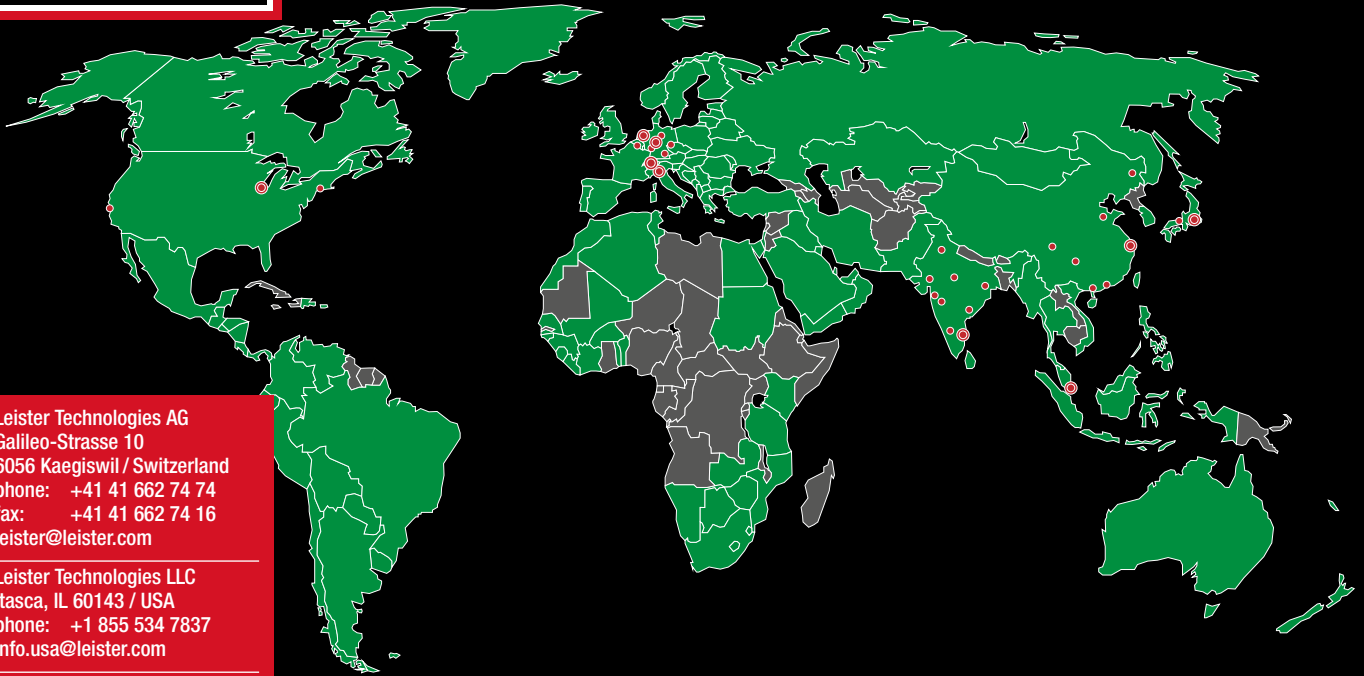 Leister Technologies AG
Galileo-Strasse 10
6056 Kaegiswil / Switzerland
phone: +41 41 662 74 74
fax: +41 41 662 74 16
leister@leister.com
Leister Technologies LLC
Itasca, IL 60143 / USA
phone: +1 855 534 7837
info.usa@leister.com